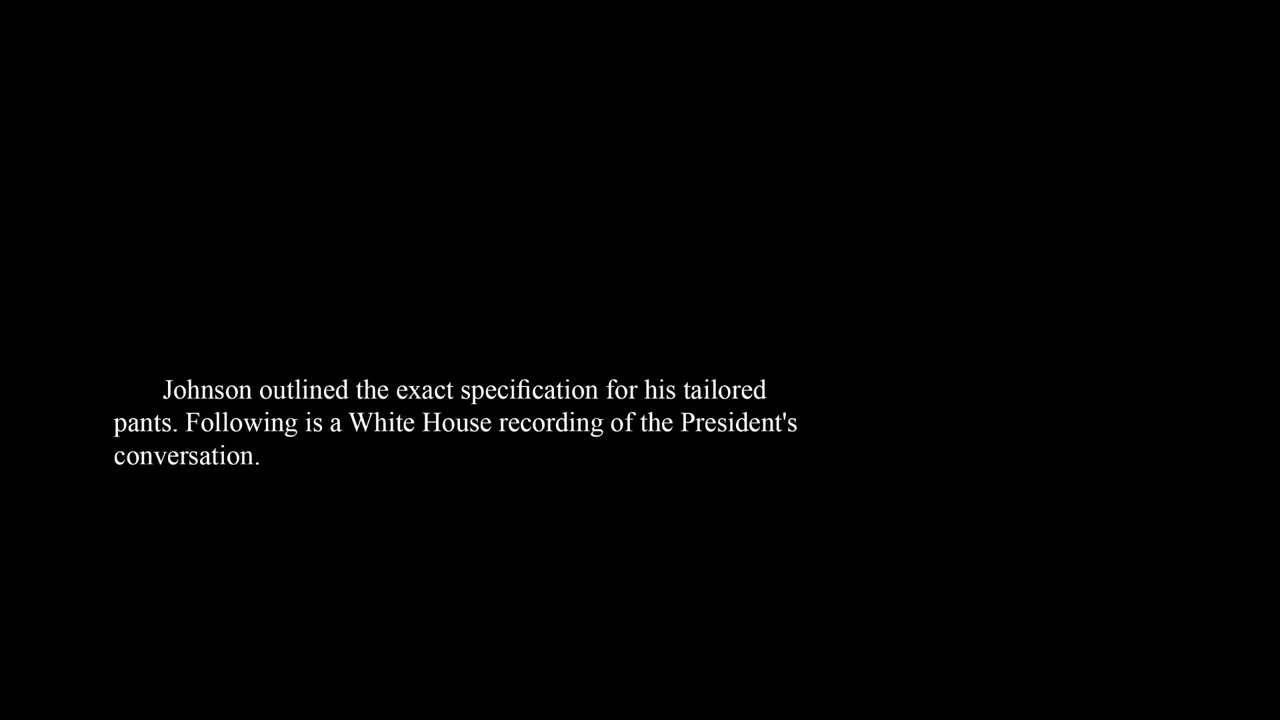 Johnson outlined the exact specification for his tailored
pants. Following is a White House recording of the President's
conversation.